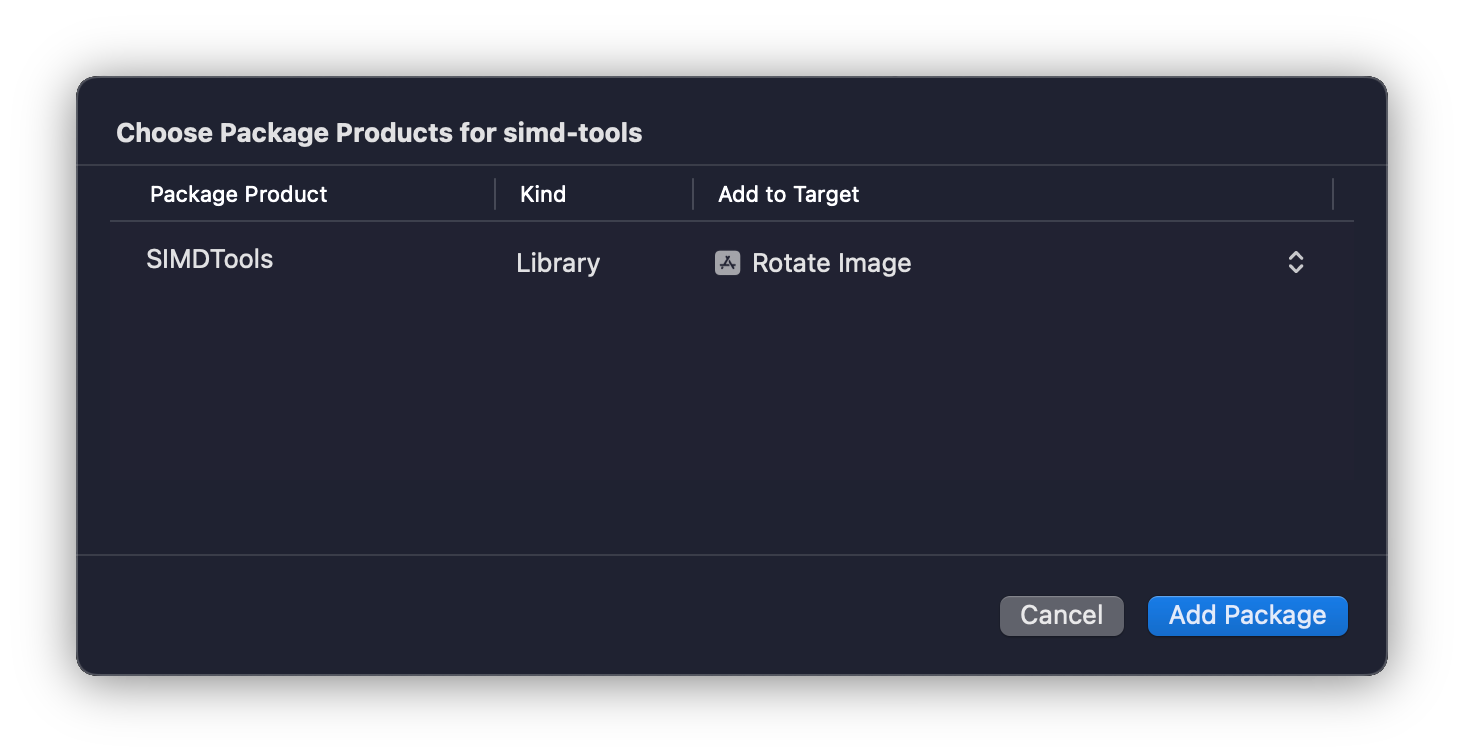 Choose Package Products for simd-tools
Package Product Kind Add to Target
SIMDTools Library Rotate Image
Cancel Add Package